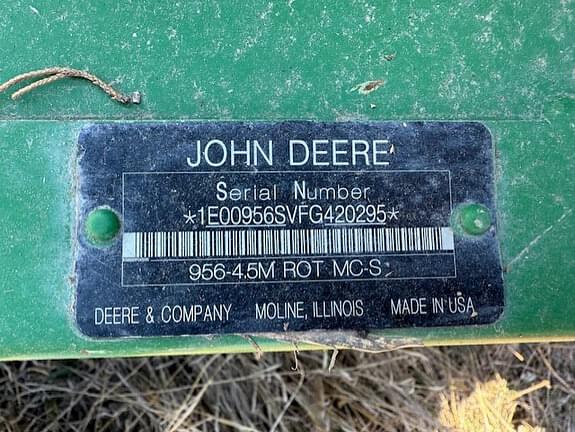 JOHN DEERE
Serial Number
*1E00956SVFG420295*
956-4.5M ROT MC-S
DEERE & COMPANY MOLINE, ILLINOIS MADE IN USA